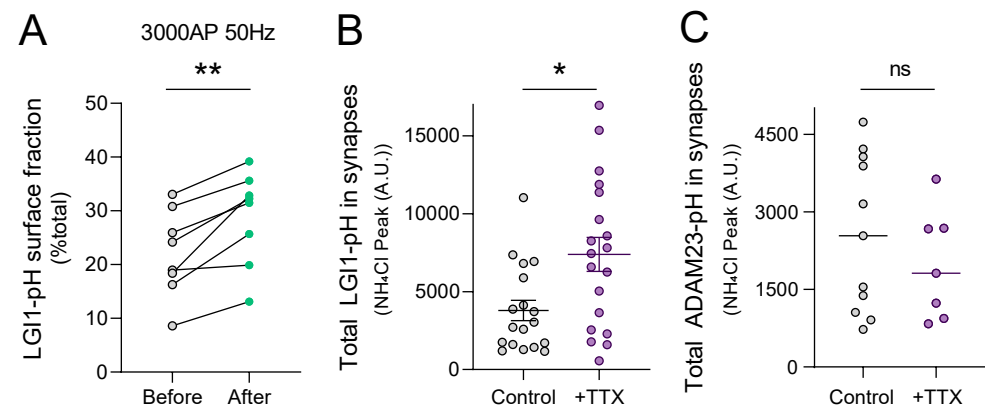 A
3000AP 50Hz
**
LGI1-pH surface fraction
(%total)
50
40
30
20
10
0
Before After
B
*
Total LGI1-pH in synapses
(NH₄Cl Peak (A.U.))
15000
10000
5000
0
Control +TTX
C
ns
Total ADAM23-pH in synapses
(NH₄Cl Peak (A.U.))
4500
3000
1500
0
Control +TTX